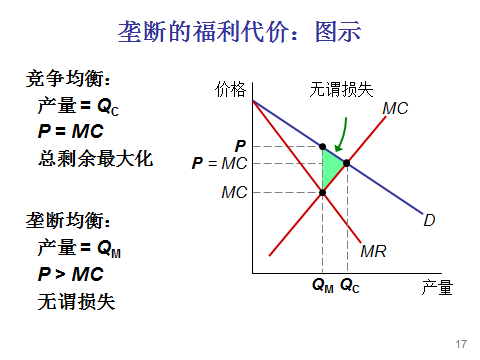 垄断的福利代价：图示
竞争均衡：
产量 = QC
P = MC
总剩余最大化
垄断均衡：
产量 = QM
P > MC
无谓损失
价格
无谓损失
MC
P
P = MC
MC
D
MR
QM QC
产量
17